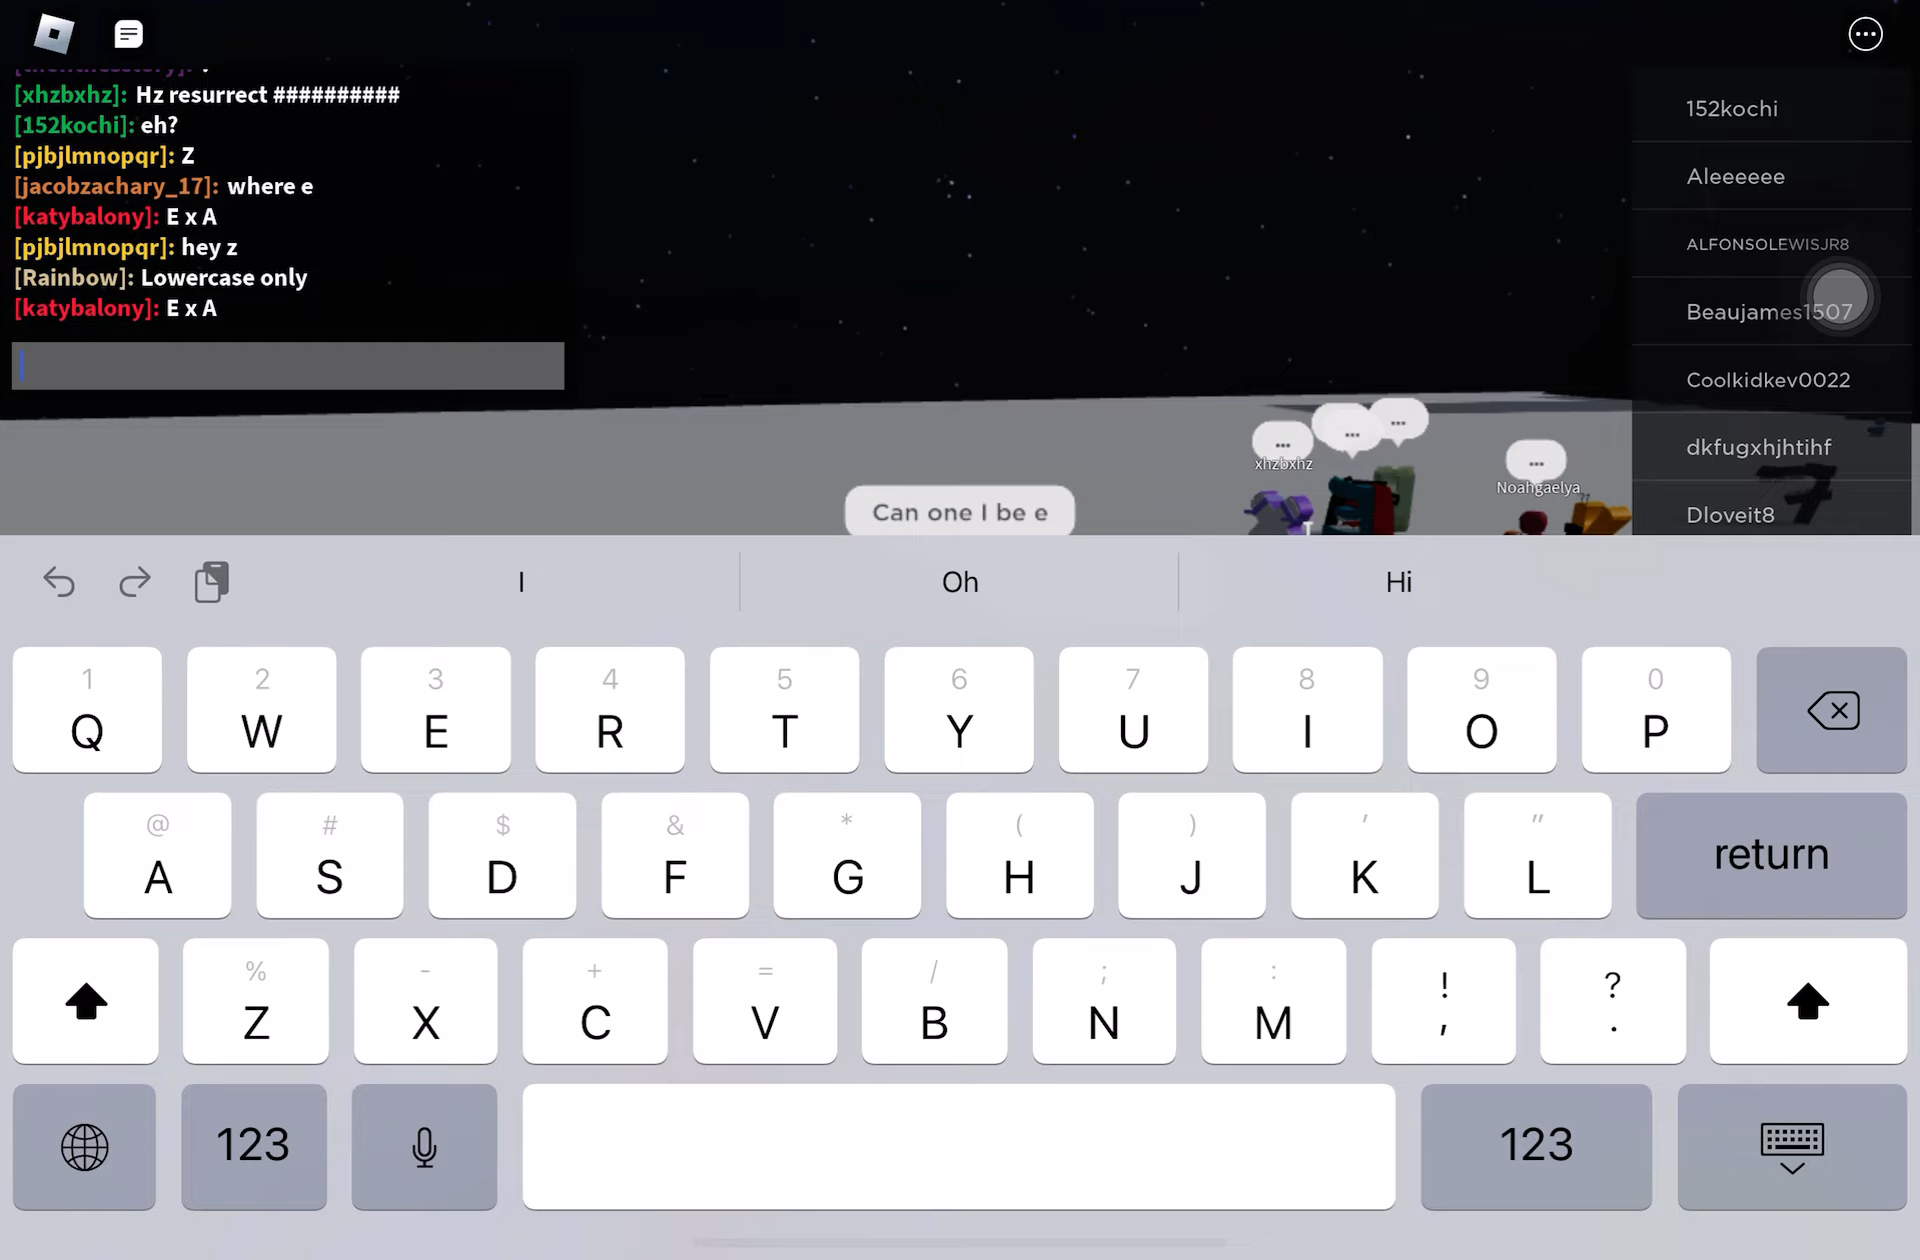 [xhzbxhz]: Hz resurrect ##########
[152kochi]: eh?
[pjbjlmnopqr]: Z
[jacobzachary_17]: where e
[katybalony]: E x A
[pjbjlmnopqr]: hey z
[Rainbow]: Lowercase only
[katybalony]: E x A
152kochi
Aleeeeee
ALFONSOLEWISJR8
Beaujames1507
Coolkidkev0022
dkfugxhjhtihf
Dloveit8
...
...
...
...
xhzbxhz
Noahgaelya
Can one I be e
I Oh Hi
1 2 3 4 5 6 7 8 9 0
Q W E R T Y U I O P
@ # $ & * ( ) ' "
A S D F G H J K L return
% - + = / ; : ! ?
Z X C V B N M , .
123 123